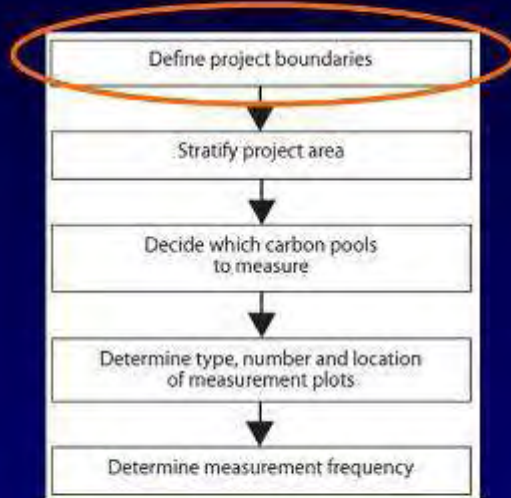 Define project boundaries
Stratify project area
Decide which carbon pools
to measure
Determine type, number and location
of measurement plots
Determine measurement frequency